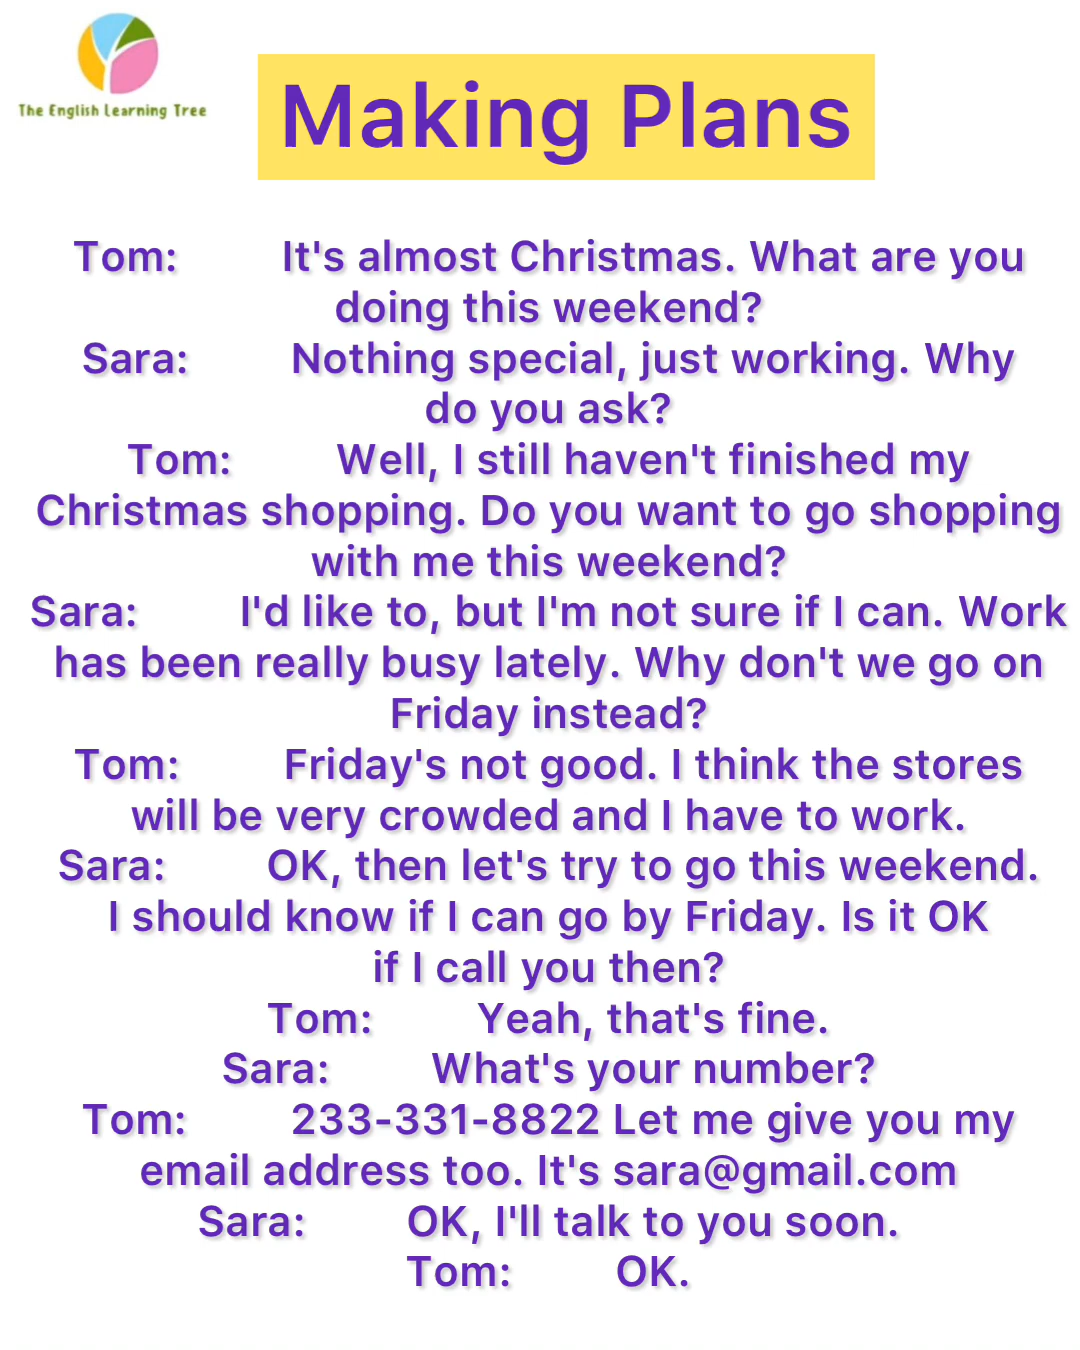 The English Learning Tree
Making Plans
Tom: It's almost Christmas. What are you
doing this weekend?
Sara: Nothing special, just working. Why
do you ask?
Tom: Well, I still haven't finished my
Christmas shopping. Do you want to go shopping
with me this weekend?
Sara: I'd like to, but I'm not sure if I can. Work
has been really busy lately. Why don't we go on
Friday instead?
Tom: Friday's not good. I think the stores
will be very crowded and I have to work.
Sara: OK, then let's try to go this weekend.
I should know if I can go by Friday. Is it OK
if I call you then?
Tom: Yeah, that's fine.
Sara: What's your number?
Tom: 233-331-8822 Let me give you my
email address too. It's sara@gmail.com
Sara: OK, I'll talk to you soon.
Tom: OK.